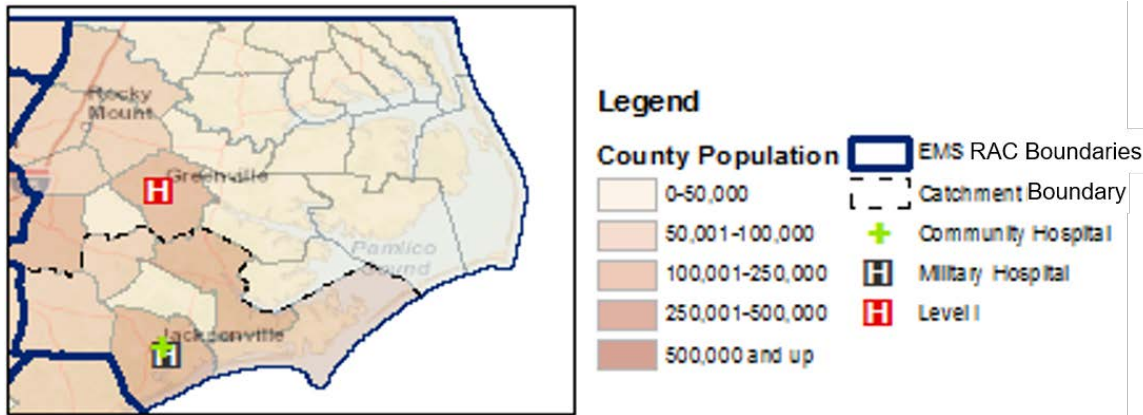 Rocky
Mount
Greenville
H
Pamlico
Sound
Jacksonville
H
Legend
County Population
0-50,000
50,001-100,000
100,001-250,000
250,001-500,000
500,000 and up
EMS RAC Boundaries
Catchment Boundary
Community Hospital
H Military Hospital
H Level I